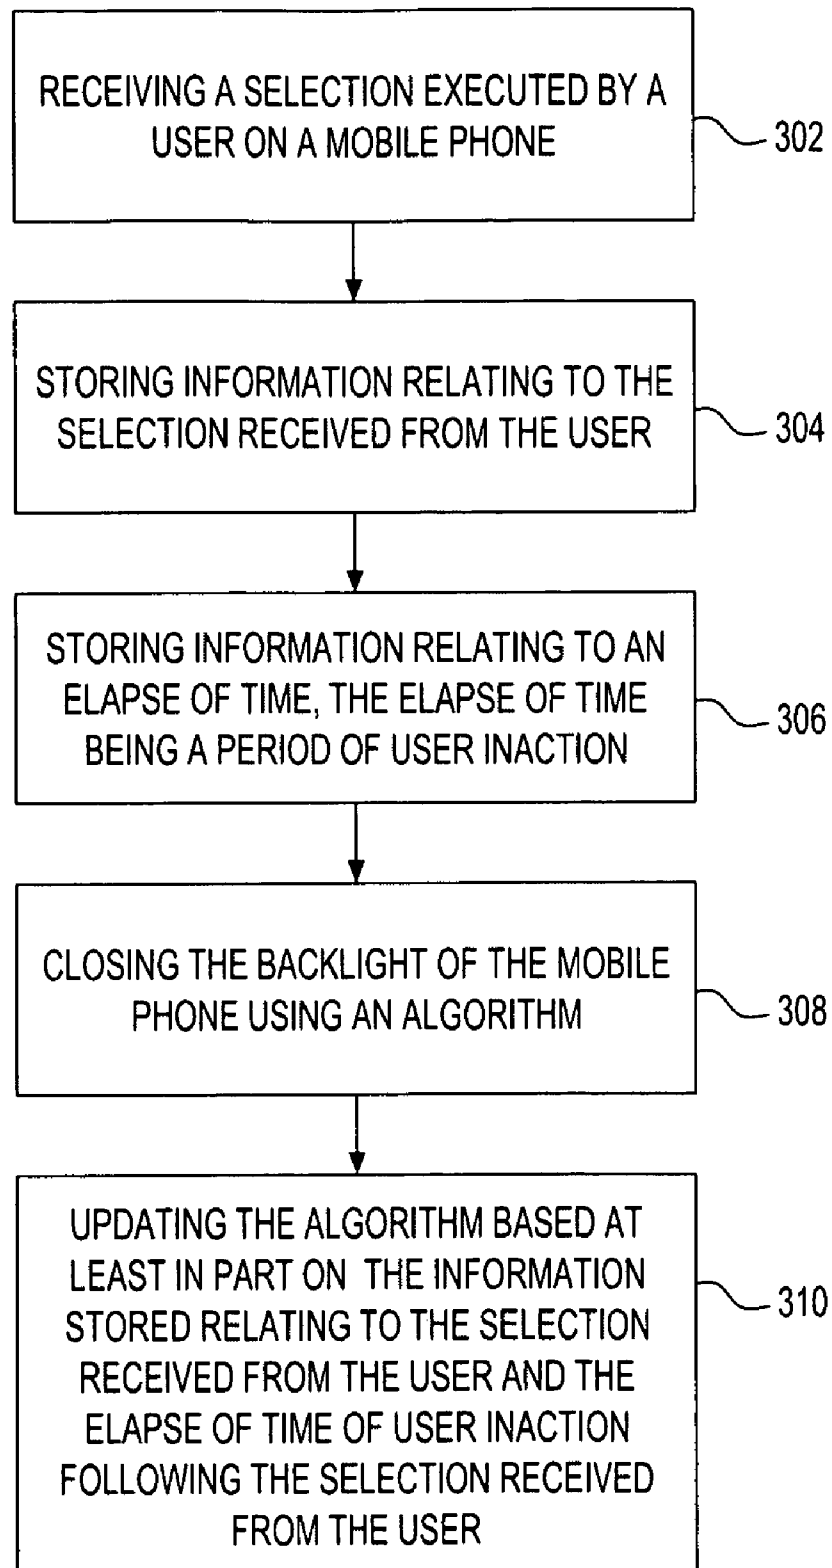 RECEIVING A SELECTION EXECUTED BY A
USER ON A MOBILE PHONE
302
STORING INFORMATION RELATING TO THE
SELECTION RECEIVED FROM THE USER
304
STORING INFORMATION RELATING TO AN
ELAPSE OF TIME, THE ELAPSE OF TIME
BEING A PERIOD OF USER INACTION
306
CLOSING THE BACKLIGHT OF THE MOBILE
PHONE USING AN ALGORITHM
308
UPDATING THE ALGORITHM BASED AT
LEAST IN PART ON THE INFORMATION
STORED RELATING TO THE SELECTION
RECEIVED FROM THE USER AND THE
ELAPSE OF TIME OF USER INACTION
FOLLOWING THE SELECTION RECEIVED
FROM THE USER
310